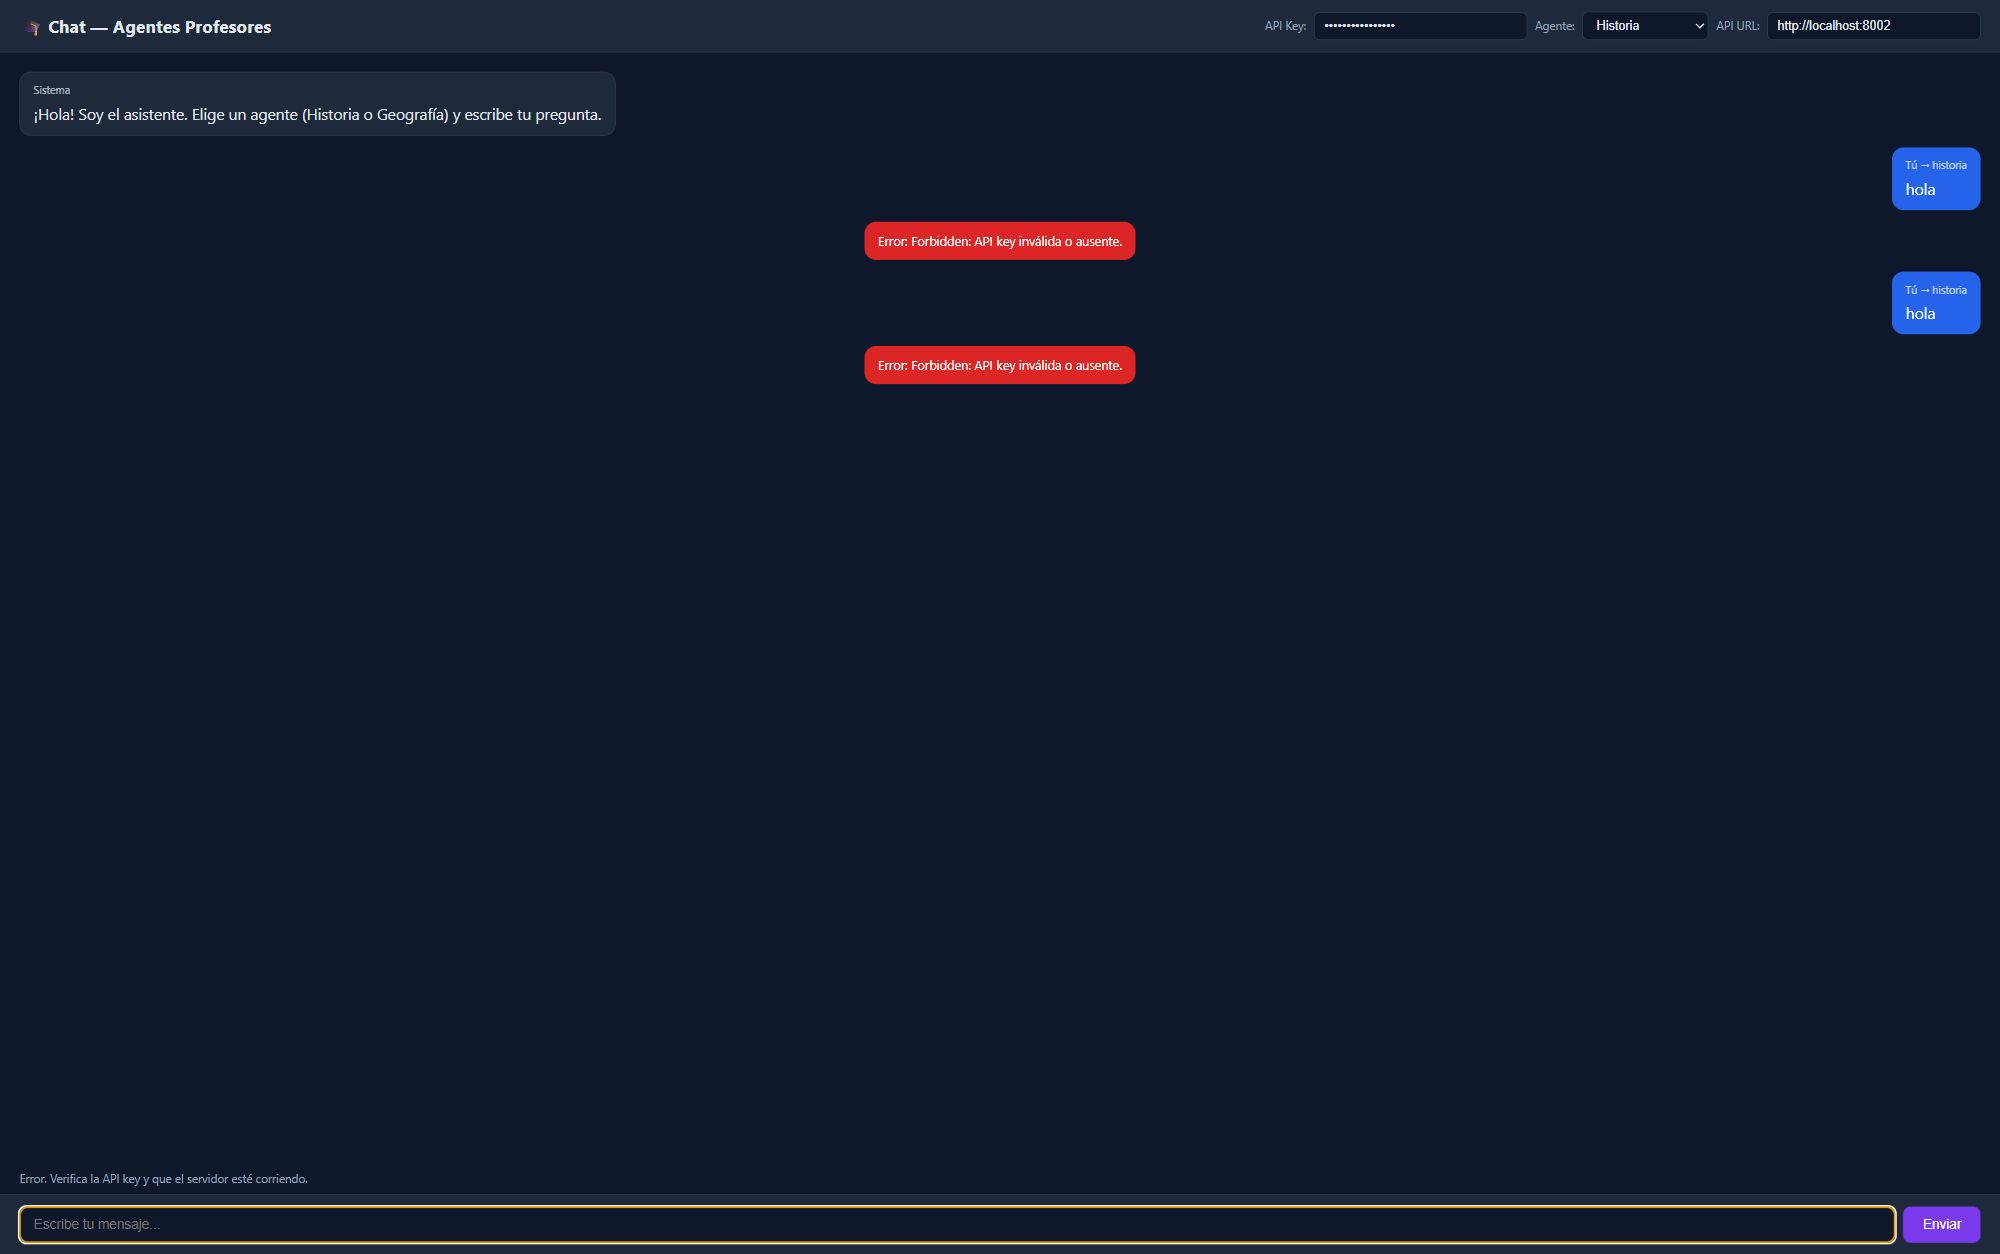 Chat — Agentes Profesores
API Key: ••••••••••••••••
Agente: Historia
API URL: http://localhost:8002
Sistema
¡Hola! Soy el asistente. Elige un agente (Historia o Geografía) y escribe tu pregunta.
Tú → historia
hola
Error: Forbidden: API key inválida o ausente.
Tú → historia
hola
Error: Forbidden: API key inválida o ausente.
Error. Verifica la API key y que el servidor esté corriendo.
Escribe tu mensaje...
Enviar